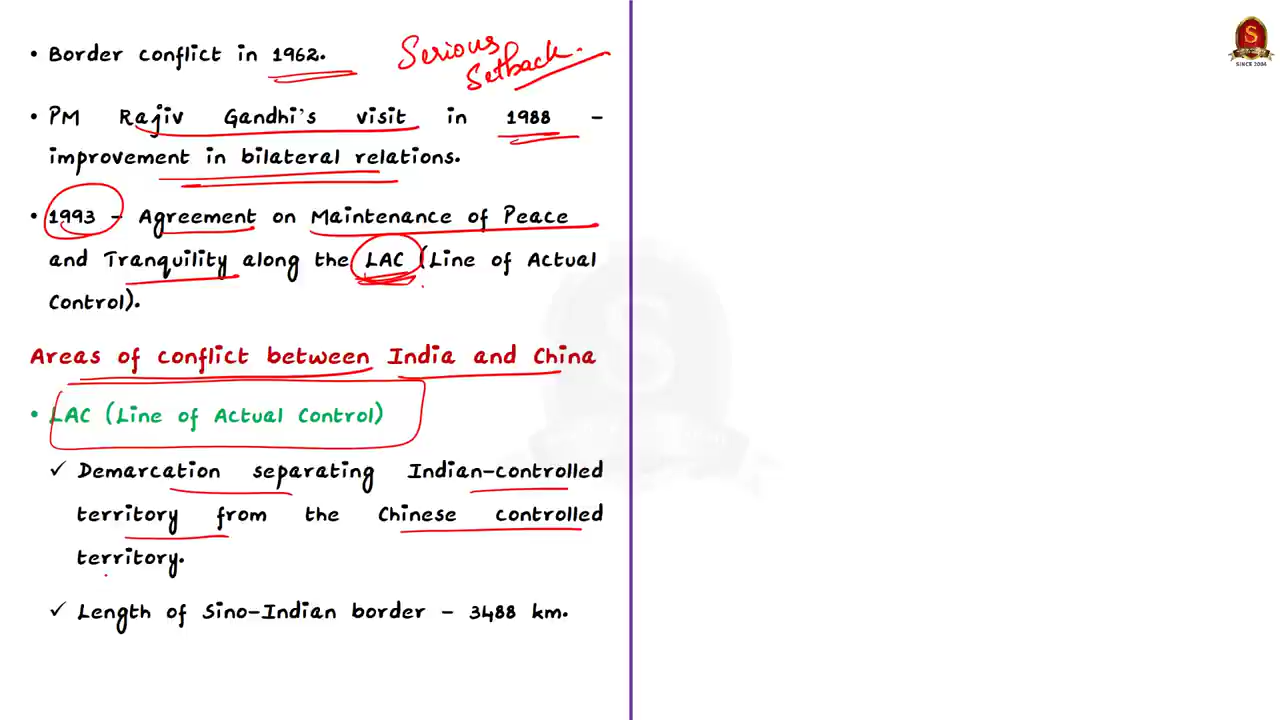 • Border conflict in 1962.
Serious
Setback.
• PM Rajiv Gandhi's visit in 1988 –
improvement in bilateral relations.
• 1993 – Agreement on Maintenance of Peace
and Tranquility along the LAC (Line of Actual
Control).
Areas of conflict between India and China
• LAC (Line of Actual Control)
✓ Demarcation separating Indian-controlled
territory from the Chinese controlled
territory.
✓ Length of Sino-Indian border – 3488 km.
S
SINCE 2004